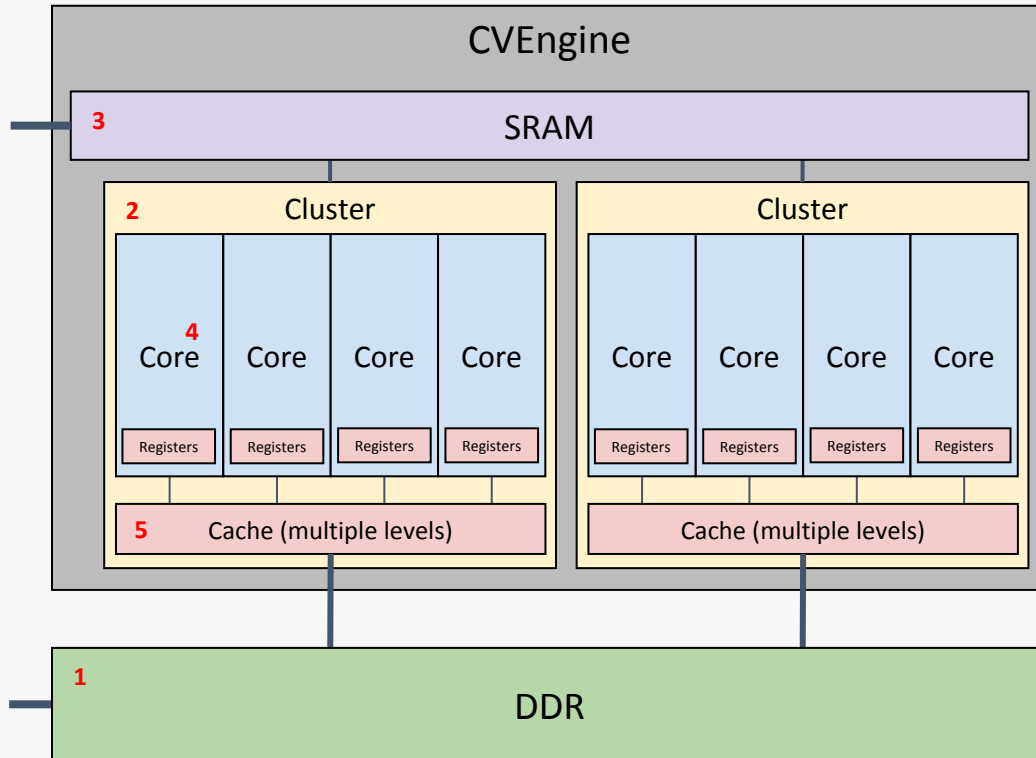 CVEngine
3 SRAM
2 Cluster Cluster
4
Core Core Core Core Core Core Core Core
Registers Registers Registers Registers Registers Registers Registers Registers
5 Cache (multiple levels) Cache (multiple levels)
1
DDR